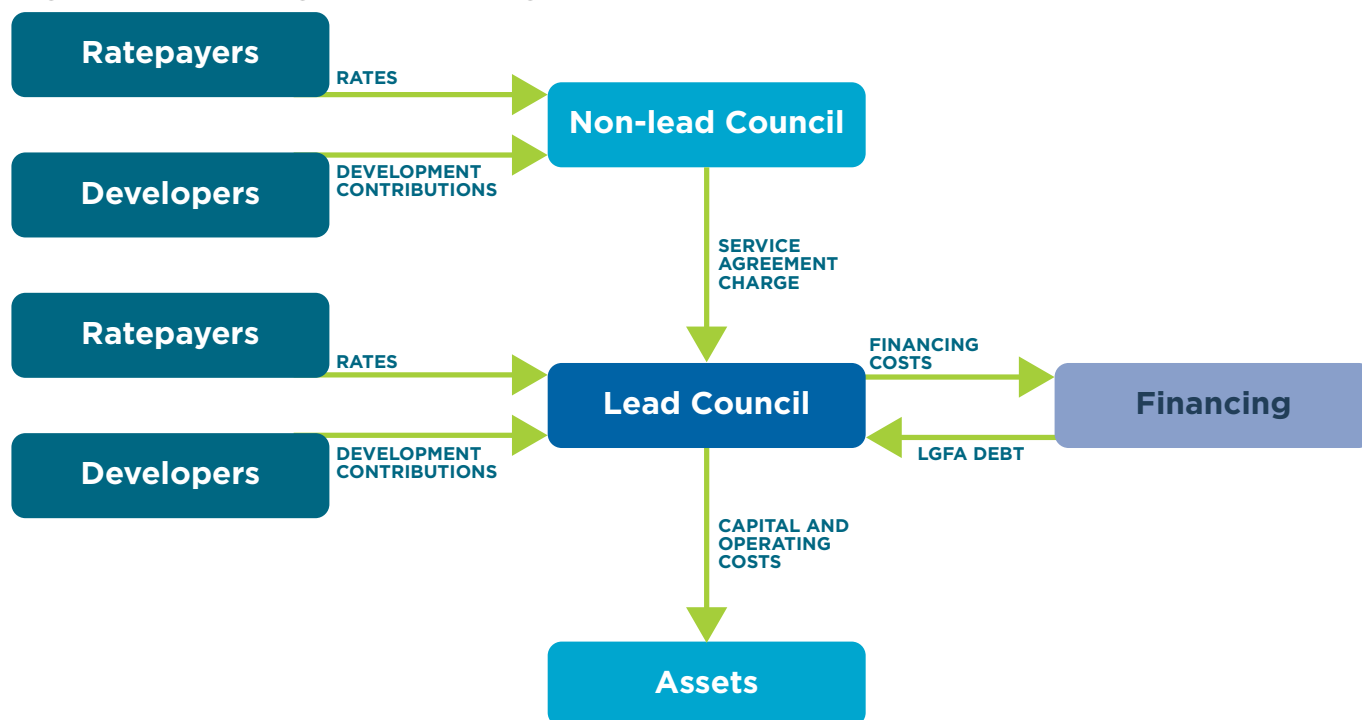 Ratepayers
RATES
Non-lead Council
Developers
DEVELOPMENT
CONTRIBUTIONS
SERVICE
AGREEMENT
CHARGE
Ratepayers
RATES
Lead Council
FINANCING
COSTS
Financing
LGFA DEBT
Developers
DEVELOPMENT
CONTRIBUTIONS
CAPITAL AND
OPERATING
COSTS
Assets